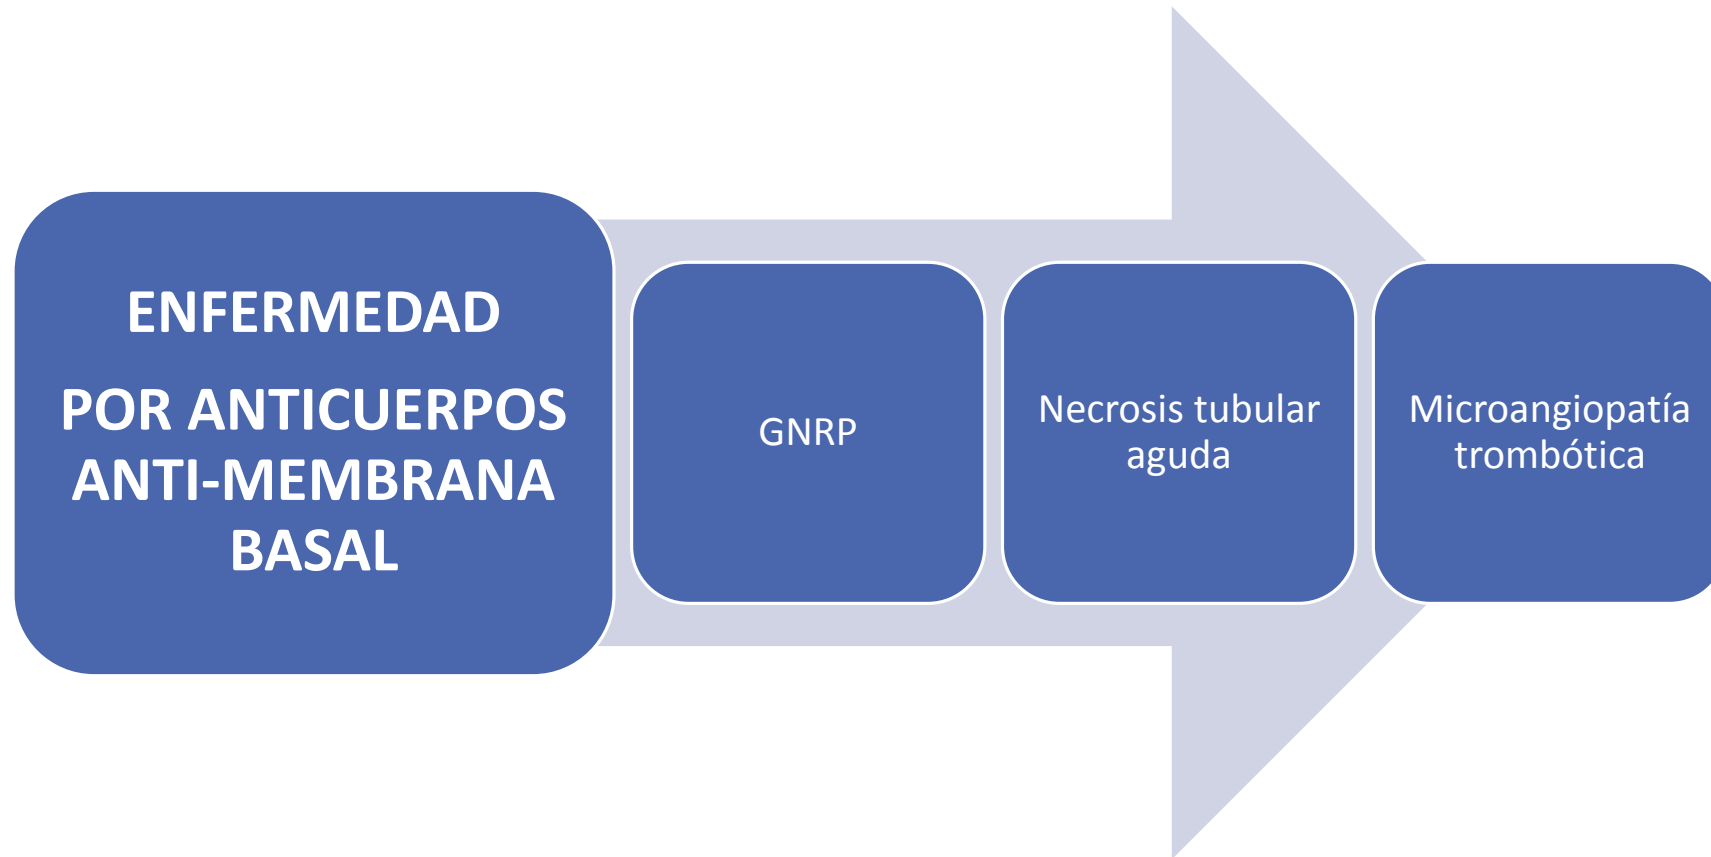 ENFERMEDAD
POR ANTICUERPOS
ANTI-MEMBRANA
BASAL
GNRP
Necrosis tubular
aguda
Microangiopatía
trombótica